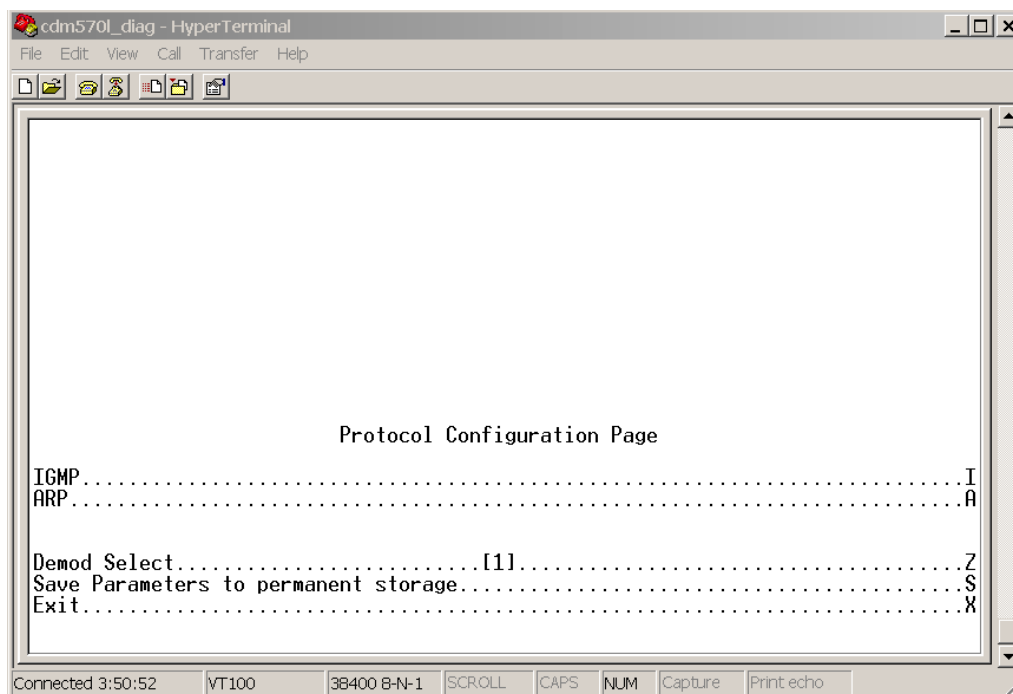 cdm570l_diag - HyperTerminal
File Edit View Call Transfer Help
Protocol Configuration Page
IGMP...........................................................................I
ARP............................................................................A
Demod Select..........................[1]......................................Z
Save Parameters to permanent storage...........................................S
Exit...........................................................................X
Connected 3:50:52 VT100 38400 8-N-1 SCROLL CAPS NUM Capture Print echo